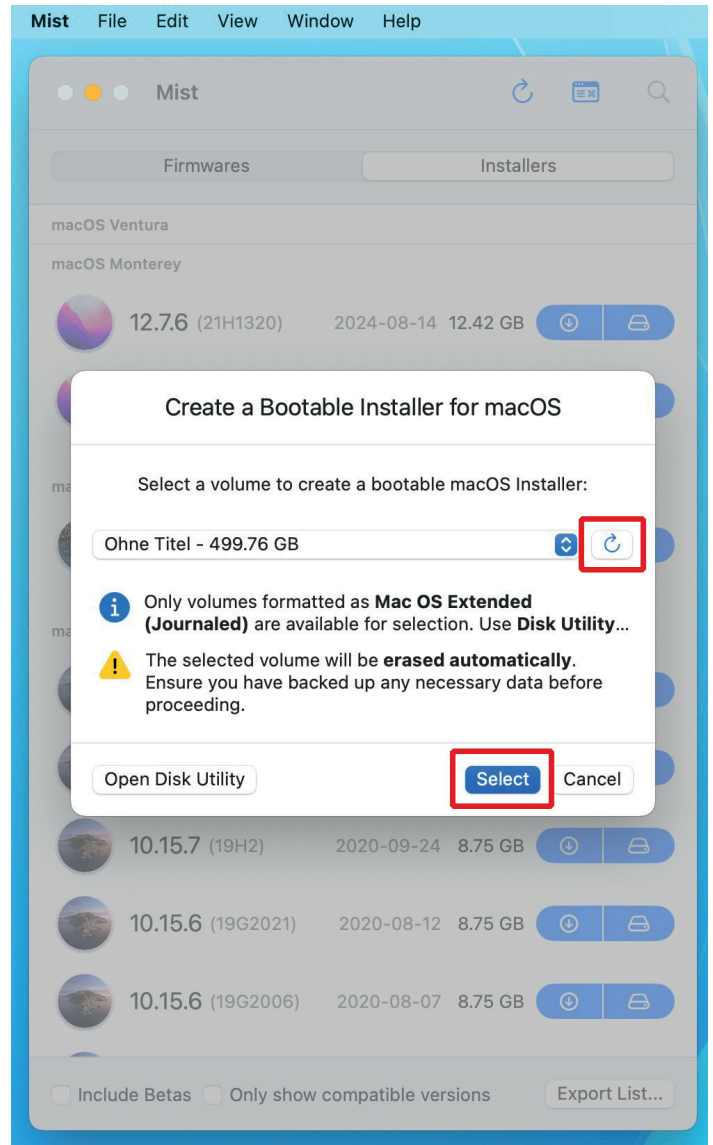 Mist File Edit View Window Help
Mist
Firmwares Installers
macOS Ventura
macOS Monterey
12.7.6 (21H1320) 2024-08-14 12.42 GB
Create a Bootable Installer for macOS
Select a volume to create a bootable macOS Installer:
ma
Ohne Titel - 499.76 GB
Only volumes formatted as Mac OS Extended
(Journaled) are available for selection. Use Disk Utility...
ma
The selected volume will be erased automatically.
Ensure you have backed up any necessary data before
proceeding.
Open Disk Utility Select Cancel
10.15.7 (19H2) 2020-09-24 8.75 GB
10.15.6 (19G2021) 2020-08-12 8.75 GB
10.15.6 (19G2006) 2020-08-07 8.75 GB
Include Betas Only show compatible versions Export List...